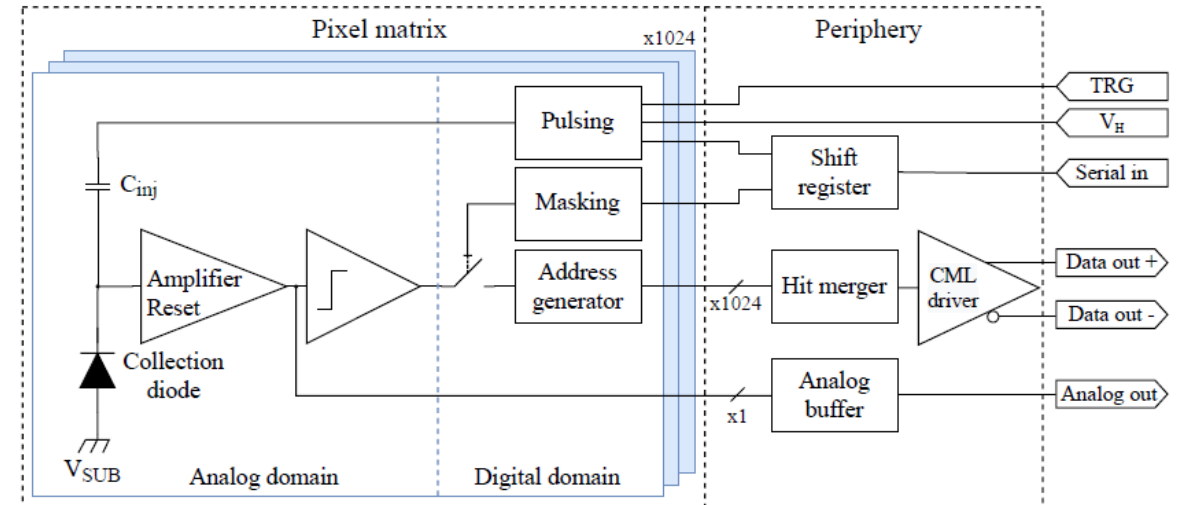 Pixel matrix
x1024
Periphery
Pulsing
TRG
VH
Cinj
Shift
register
Serial in
Masking
Amplifier
Reset
Address
generator
x1024
Hit merger
CML
driver
Data out +
Data out -
Collection
diode
Analog
buffer
x1
Analog out
VSUB
Analog domain
Digital domain